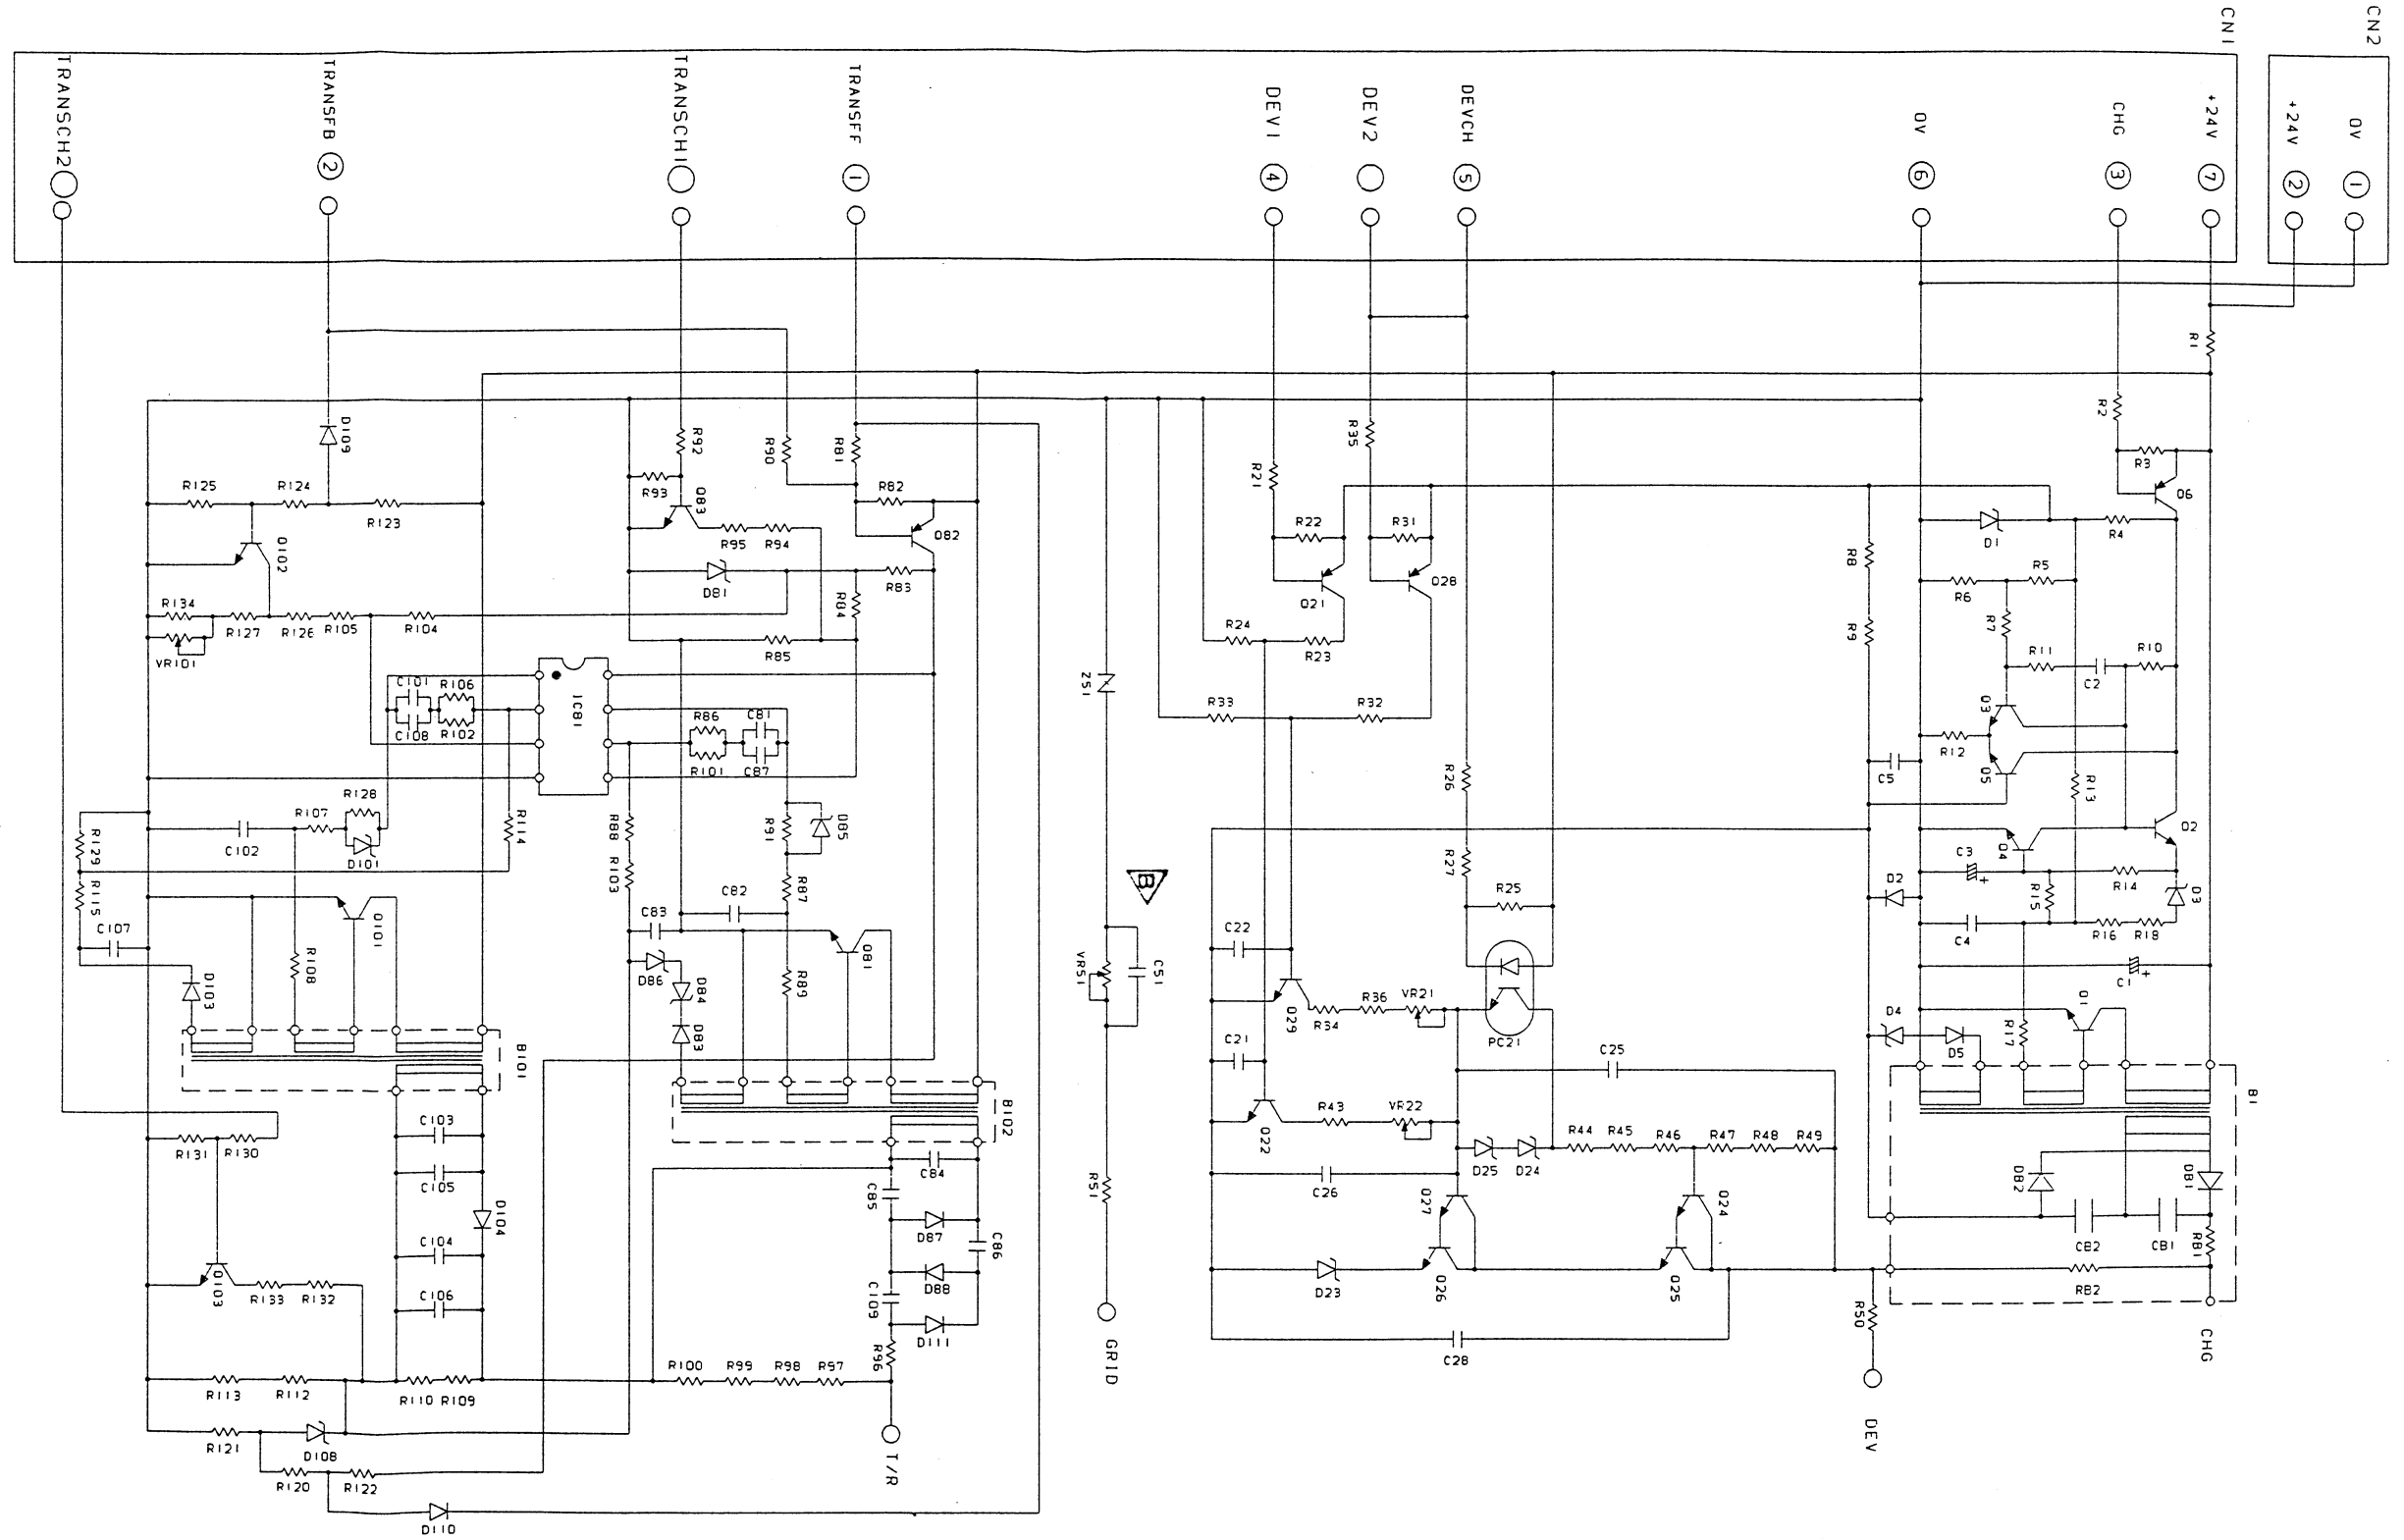 CN2
CN1
0V
1
+24V
2
+24V
7
CHG
3
0V
6
DEVCH
5
DEV2
DEV1
4
TRANSFF
1
TRANSCH1
TRANSFB
2
TRANSCH2
R1
R2
R3
Q6
R4
D1
R5
R6
R7
R8
R9
R10
R11
C2
Q3
R12
Q5
C5
R13
Q2
Q4
C3
+
R14
D3
R15
D2
C4
R16
R18
C1
+
Q1
R17
D4
D5
B1
DB1
DB2
CB2
CB1
RB1
RB2
CHG
R50
DEV
R35
R21
R22
R31
Q21
Q28
R24
R23
R33
R32
R26
R27
R25
C22
Q29
R34
R36
VR21
PC21
C21
C25
R43
VR22
Q22
D25
D24
R44
R45
R46
R47
R48
R49
C26
Q27
Q24
Q26
Q25
D23
C28
Z51
B
C51
VR51
R51
GRID
R92
R90
R81
R82
R93
Q83
R95
R94
Q82
D81
R83
R84
R85
IC81
R86
C81
R101
C87
D85
R91
R88
R103
R87
C82
C83
Q81
D86
D84
R89
D83
B102
C84
C85
D87
C86
D88
C109
D111
R96
R100
R99
R98
R97
T/R
D109
R125
R124
R123
Q102
R134
R127
R126
R105
R104
VR101
C101
R106
C108
R102
R128
R107
R114
R129
C102
D101
R115
C107
Q101
R108
D103
B101
C103
R131
R130
C105
D104
C104
Q103
R133
R132
C106
R113
R112
R110
R109
R121
D108
R120
R122
D110